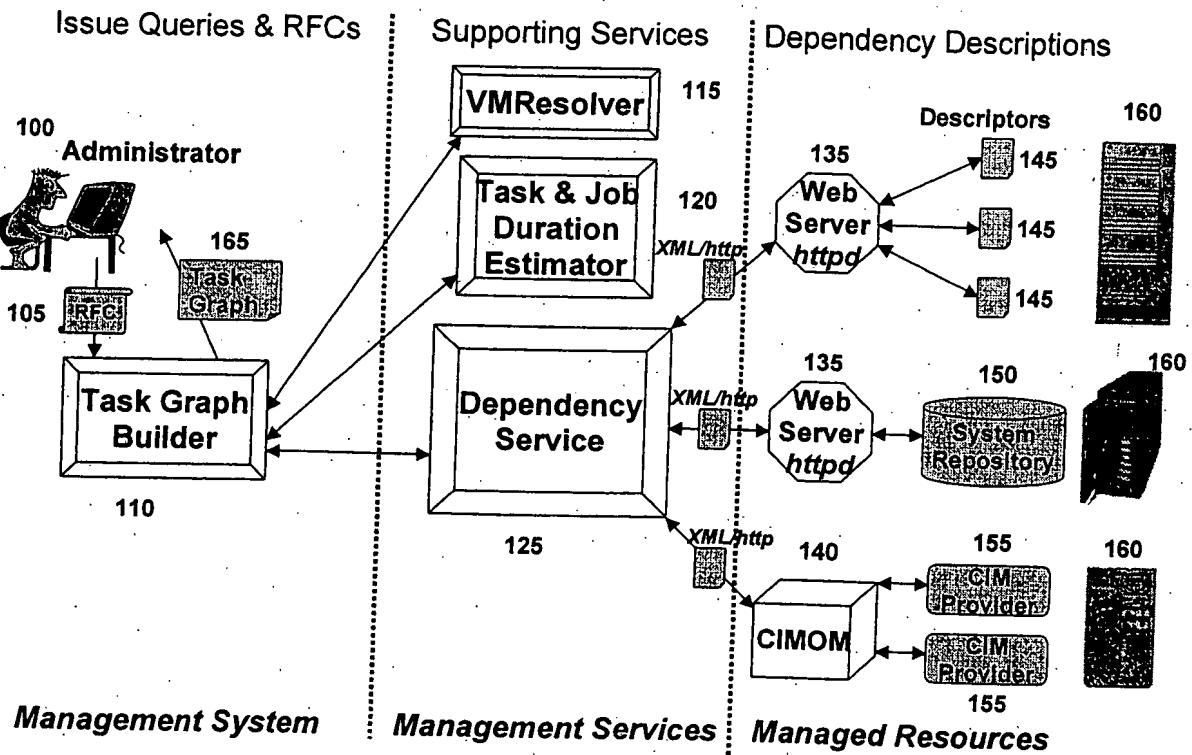 Issue Queries & RFCs
Supporting Services
Dependency Descriptions
100
Administrator
165
Task
Graph
105
RFC
Task Graph
Builder
110
VMResolver
115
Task & Job
Duration
Estimator
120
XML/http
Dependency
Service
125
XML/http
XML/http
135
Web
Server
httpd
Descriptors
145
145
145
160
135
Web
Server
httpd
150
System
Repository
160
140
CIMOM
155
CIM
Provider
CIM
Provider
155
160
Management System
Management Services
Managed Resources